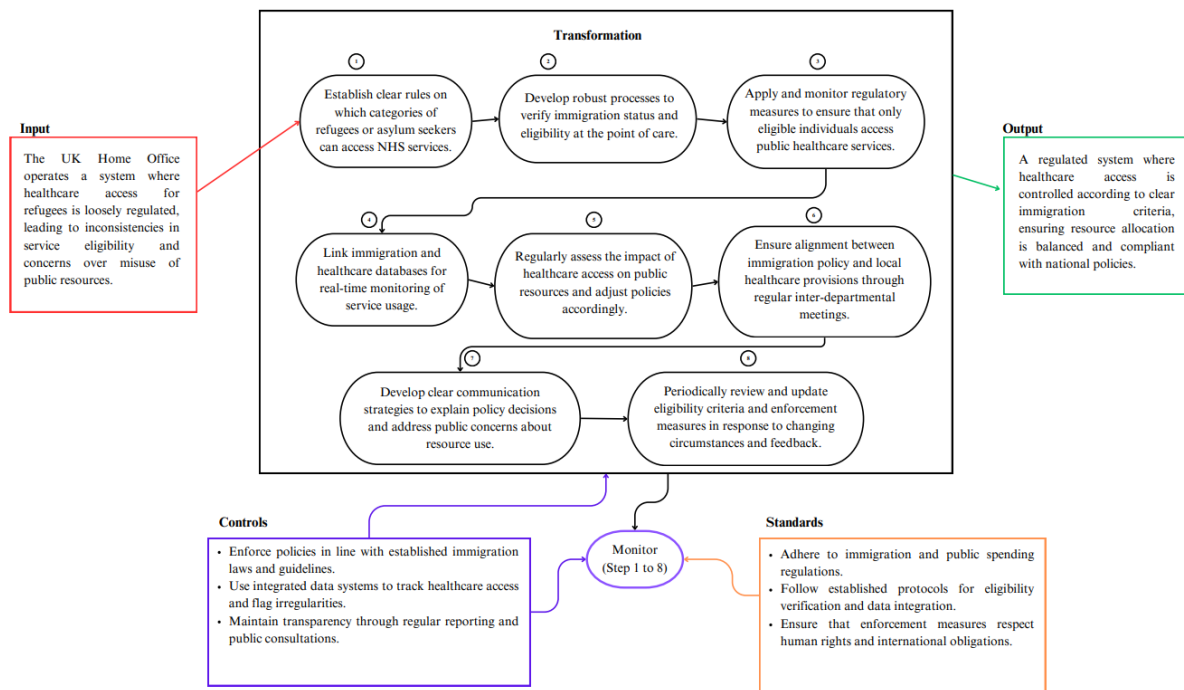 Transformation
1
2
3
Establish clear rules on
which categories of
refugees or asylum seekers
can access NHS services.
Develop robust processes to
verify immigration status and
eligibility at the point of care.
Apply and monitor regulatory
measures to ensure that only
eligible individuals access
public healthcare services.
Input
The UK Home Office
operates a system where
healthcare access for
refugees is loosely regulated,
leading to inconsistencies in
service eligibility and
concerns over misuse of
public resources.
Output
A regulated system where
healthcare access is
controlled according to clear
immigration criteria,
ensuring resource allocation
is balanced and compliant
with national policies.
4
5
6
Link immigration and
healthcare databases for
real-time monitoring of
service usage.
Regularly assess the impact of
healthcare access on public
resources and adjust policies
accordingly.
Ensure alignment between
immigration policy and local
healthcare provisions through
regular inter-departmental
meetings.
7
8
Develop clear communication
strategies to explain policy decisions
and address public concerns about
resource use.
Periodically review and update
eligibility criteria and enforcement
measures in response to changing
circumstances and feedback.
Controls
• Enforce policies in line with established immigration
laws and guidelines.
• Use integrated data systems to track healthcare access
and flag irregularities.
• Maintain transparency through regular reporting and
public consultations.
Monitor
(Step 1 to 8)
Standards
• Adhere to immigration and public spending
regulations.
• Follow established protocols for eligibility
verification and data integration.
• Ensure that enforcement measures respect
human rights and international obligations.